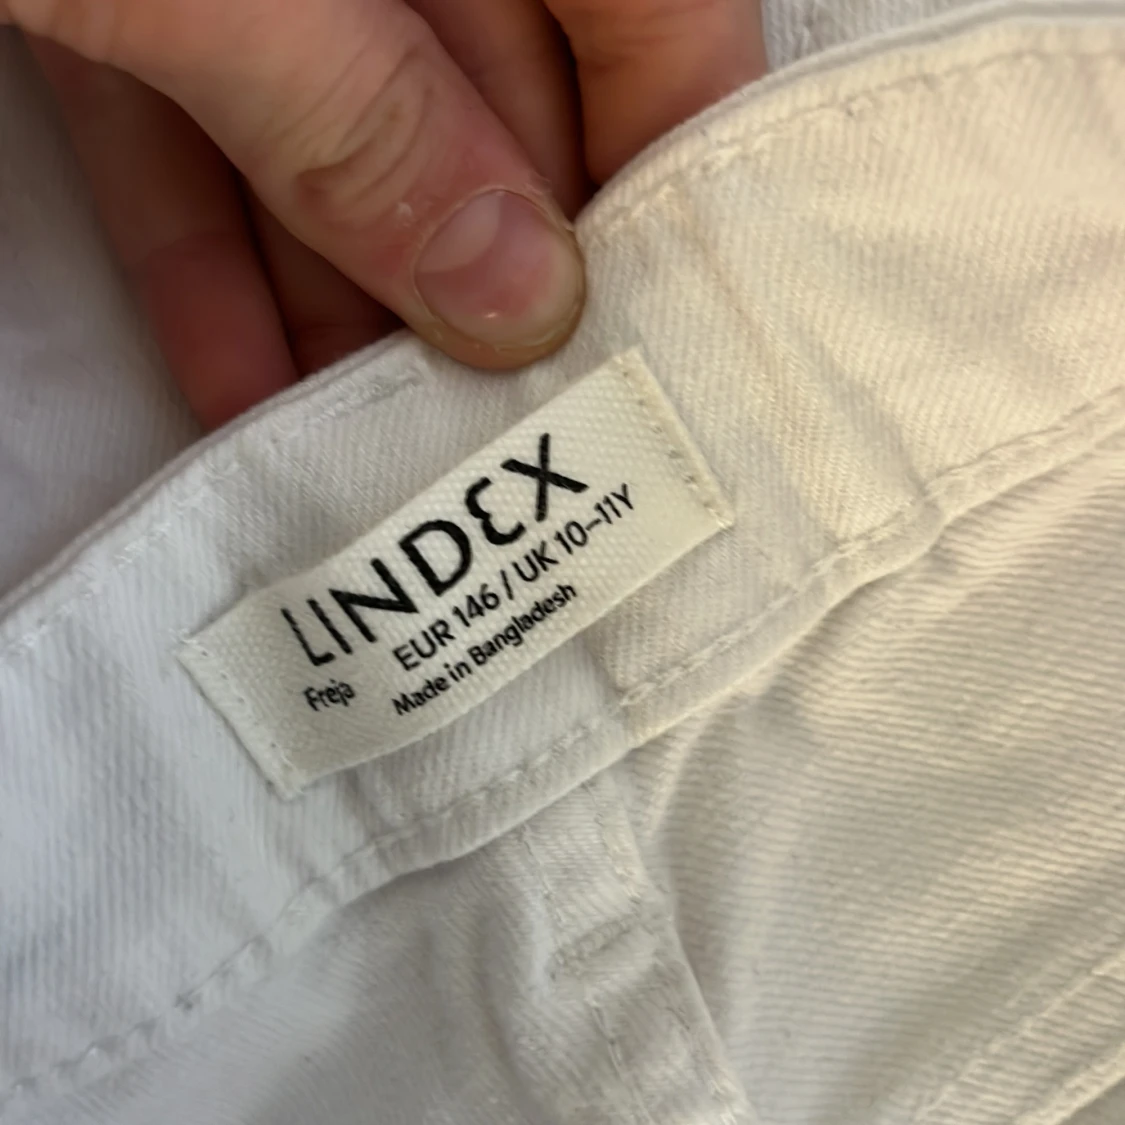 LINDEX
EUR 146 / UK 10–11Y
Freja
Made in Bangladesh